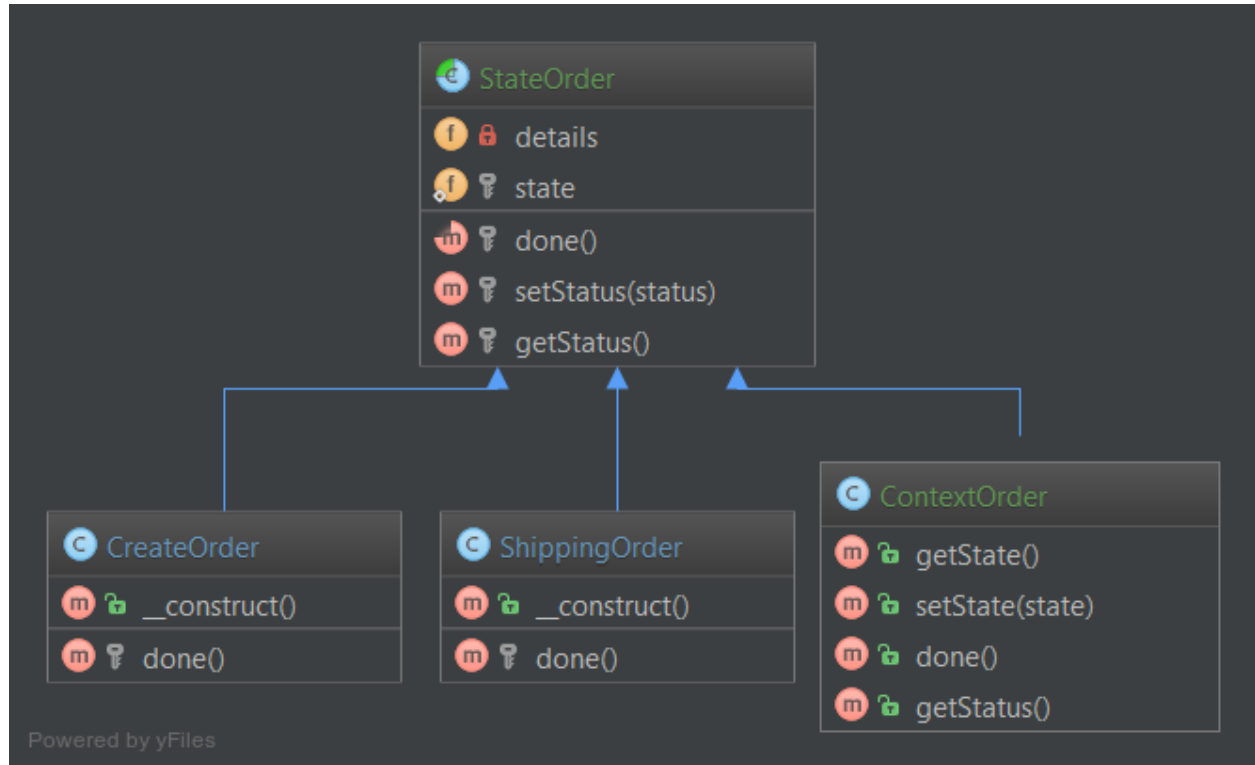 StateOrder
details
state
done()
setStatus(status)
getStatus()
CreateOrder
__construct()
done()
ShippingOrder
__construct()
done()
ContextOrder
getState()
setState(state)
done()
getStatus()
Powered by yFiles